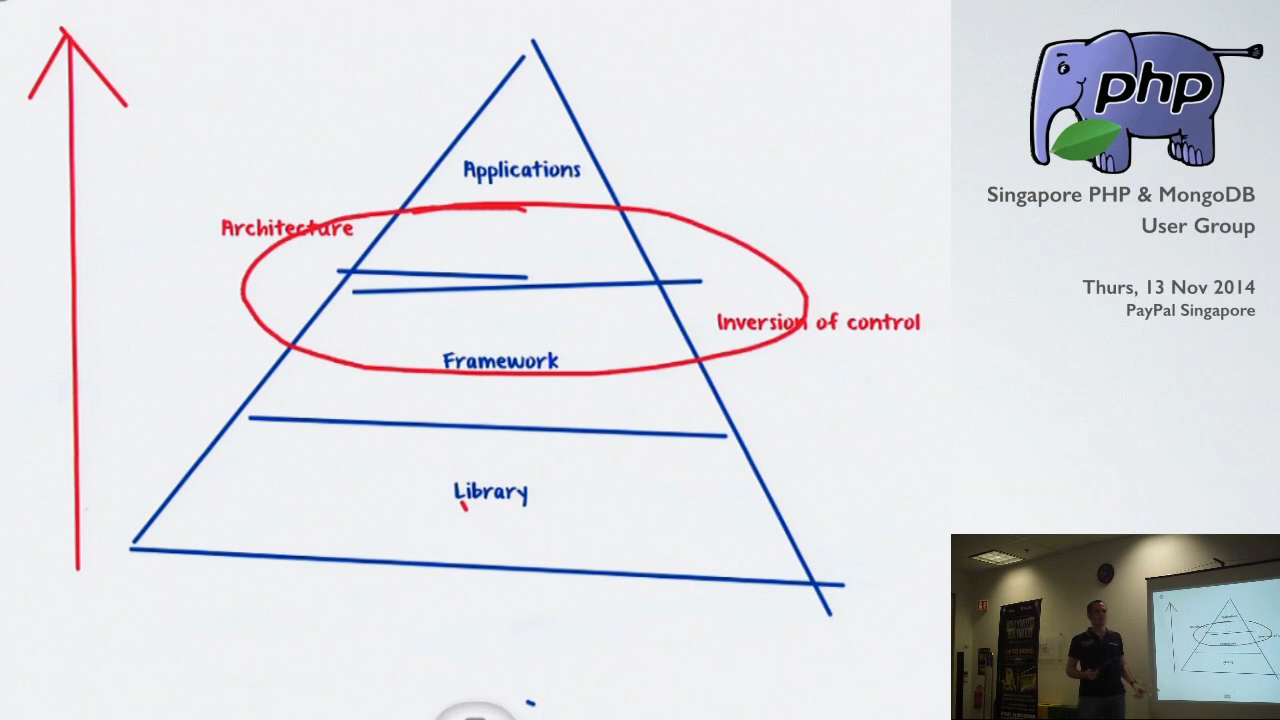 Applications
Architecture
Inversion of control
Framework
Library
php
Singapore PHP & MongoDB
User Group
Thurs, 13 Nov 2014
PayPal Singapore